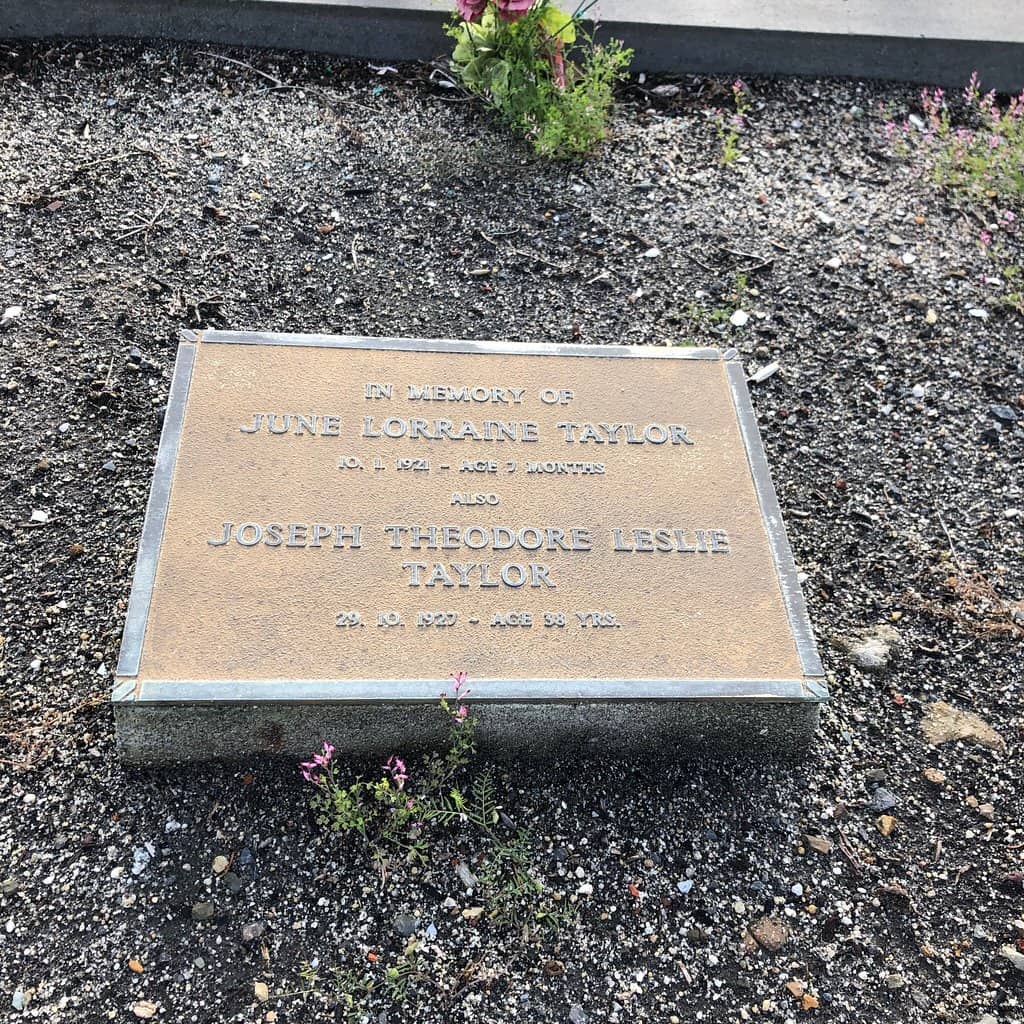 IN MEMORY OF
JUNE LORRAINE TAYLOR
10. 1. 1921 - AGE 7 MONTHS
ALSO
JOSEPH THEODORE LESLIE
TAYLOR
29. 10. 1927 - AGE 38 YRS.